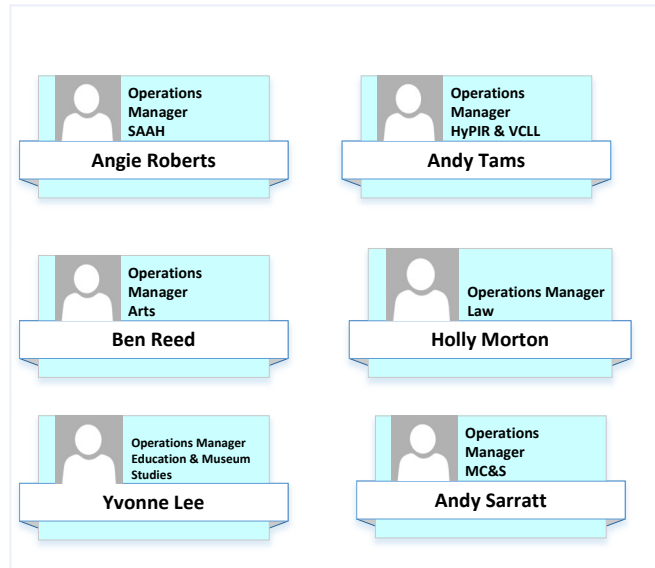 Operations
Manager
SAAH
Angie Roberts
Operations
Manager
HyPIR & VCLL
Andy Tams
Operations
Manager
Arts
Ben Reed
Operations Manager
Law
Holly Morton
Operations Manager
Education & Museum
Studies
Yvonne Lee
Operations
Manager
MC&S
Andy Sarratt